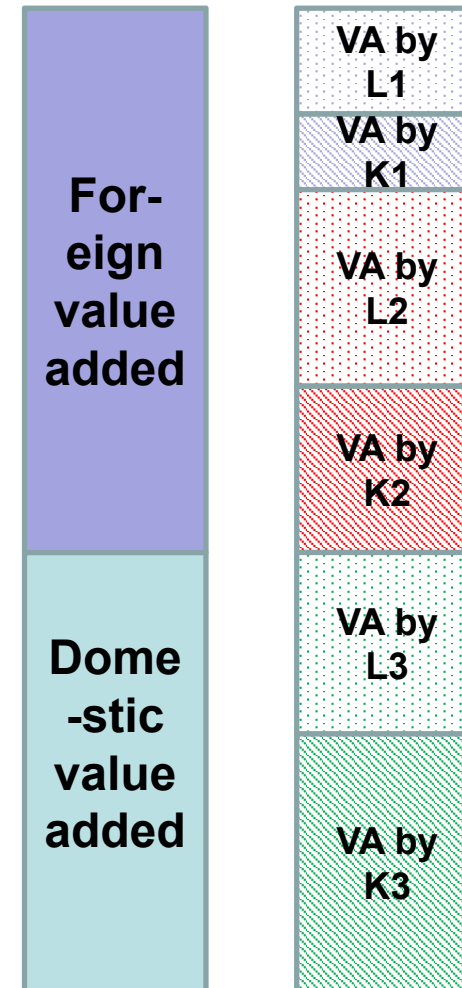 For-
eign
value
added
Dome
-stic
value
added
VA by
L1
VA by
K1
VA by
L2
VA by
K2
VA by
L3
VA by
K3